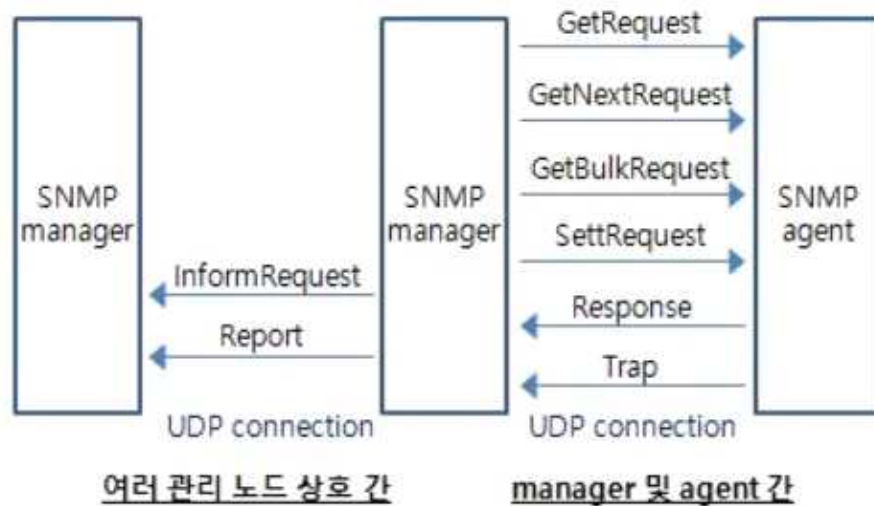 GetRequest
GetNextRequest
GetBulkRequest
SettRequest
Response
Trap
SNMP
manager
SNMP
manager
SNMP
agent
InformRequest
Report
UDP connection
UDP connection
여러 관리 노드 상호 간
manager 및 agent 간